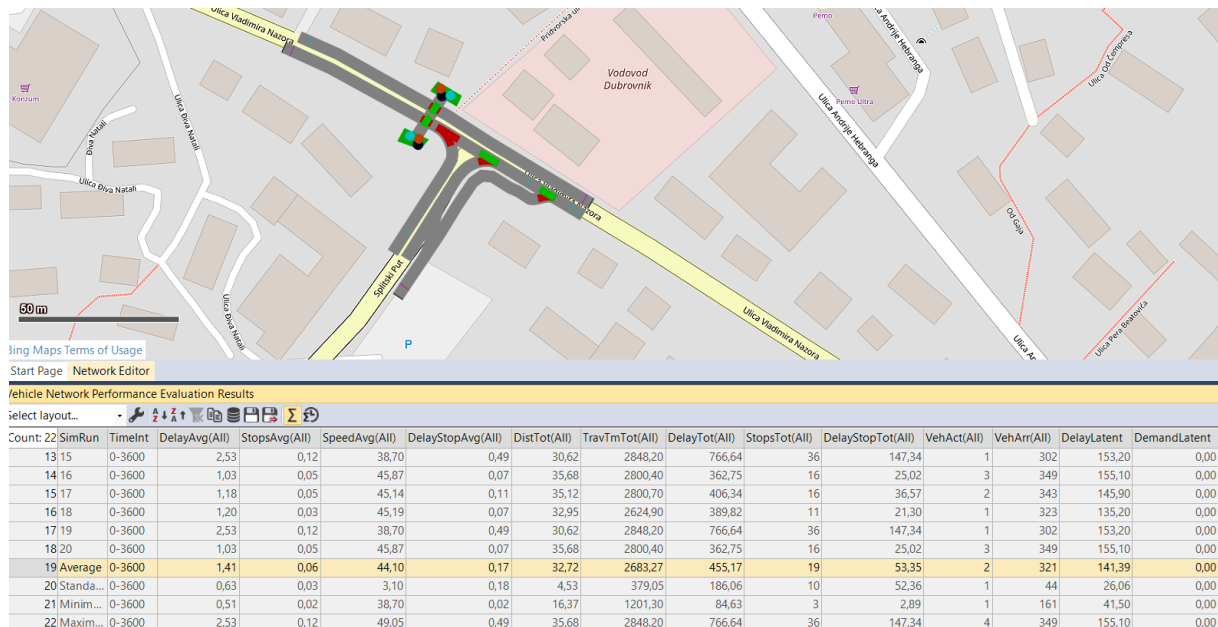 Ulica Vladimira Nazora
Pridvorska ul
Pemo
Ulica Andrije Hebranga
Ulica Od Čempresa
Konzum
Vodovod
Dubrovnik
Pemo Ultra
Ulica Andrije Hebranga
Ulica Điva Natali
Điva Natali
Ulica Điva Natali
Ulica Vladimira Nazora
Od Gaja
Splitski Put
Ulica Điva Natali
50 m
Ulica Vladimira Nazora
Ulica Pera Beatovića
Ulica An
P
Bing Maps Terms of Usage
Start Page Network Editor
Vehicle Network Performance Evaluation Results
Select layout...
Count: 22 SimRun TimeInt DelayAvg(All) StopsAvg(All) SpeedAvg(All) DelayStopAvg(All) DistTot(All) TravTmTot(All) DelayTot(All) StopsTot(All) DelayStopTot(All) VehAct(All) VehArr(All) DelayLatent DemandLatent
13 15 0-3600 2,53 0,12 38,70 0,49 30,62 2848,20 766,64 36 147,34 1 302 153,20 0,00
14 16 0-3600 1,03 0,05 45,87 0,07 35,68 2800,40 362,75 16 25,02 3 349 155,10 0,00
15 17 0-3600 1,18 0,05 45,14 0,11 35,12 2800,70 406,34 16 36,57 2 343 145,90 0,00
16 18 0-3600 1,20 0,03 45,19 0,07 32,95 2624,90 389,82 11 21,30 1 323 135,20 0,00
17 19 0-3600 2,53 0,12 38,70 0,49 30,62 2848,20 766,64 36 147,34 1 302 153,20 0,00
18 20 0-3600 1,03 0,05 45,87 0,07 35,68 2800,40 362,75 16 25,02 3 349 155,10 0,00
19 Average 0-3600 1,41 0,06 44,10 0,17 32,72 2683,27 455,17 19 53,35 2 321 141,39 0,00
20 Standa... 0-3600 0,63 0,03 3,10 0,18 4,53 379,05 186,06 10 52,36 1 44 26,06 0,00
21 Minim... 0-3600 0,51 0,02 38,70 0,02 16,37 1201,30 84,63 3 2,89 1 161 41,50 0,00
22 Maxim... 0-3600 2,53 0,12 49,05 0,49 35,68 2848,20 766,64 36 147,34 4 349 155,10 0,00